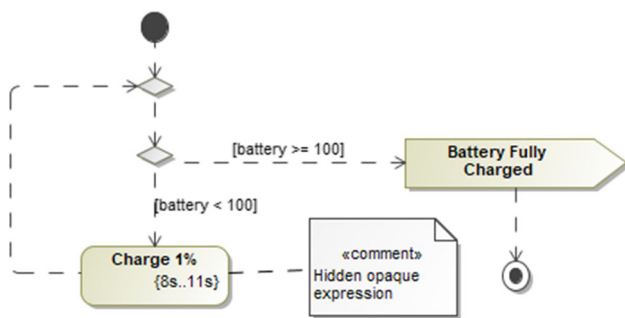 [battery >= 100]
Battery Fully
Charged
[battery < 100]
Charge 1%
{8s..11s}
«comment»
Hidden opaque
expression